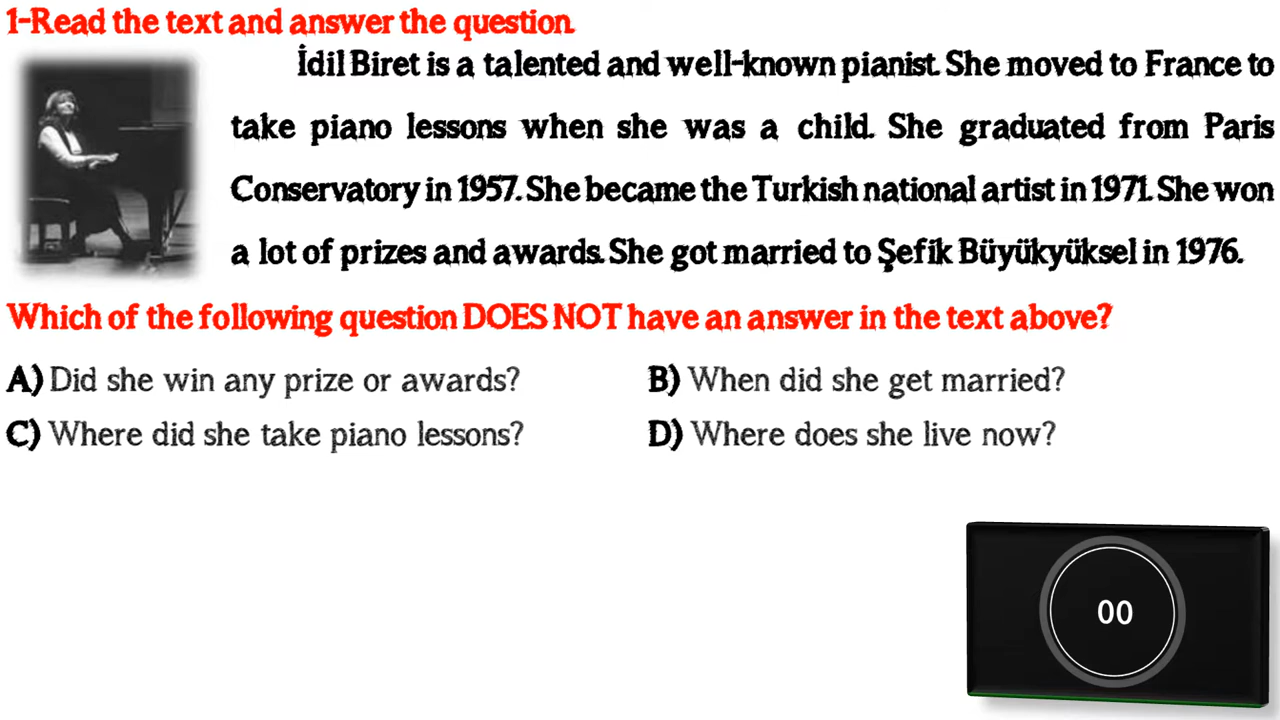 1-Read the text and answer the question.
İdil Biret is a talented and well-known pianist. She moved to France to
take piano lessons when she was a child. She graduated from Paris
Conservatory in 1957. She became the Turkish national artist in 1971. She won
a lot of prizes and awards. She got married to Şefik Büyükyüksel in 1976.
Which of the following question DOES NOT have an answer in the text above?
A) Did she win any prize or awards?
B) When did she get married?
C) Where did she take piano lessons?
D) Where does she live now?
00